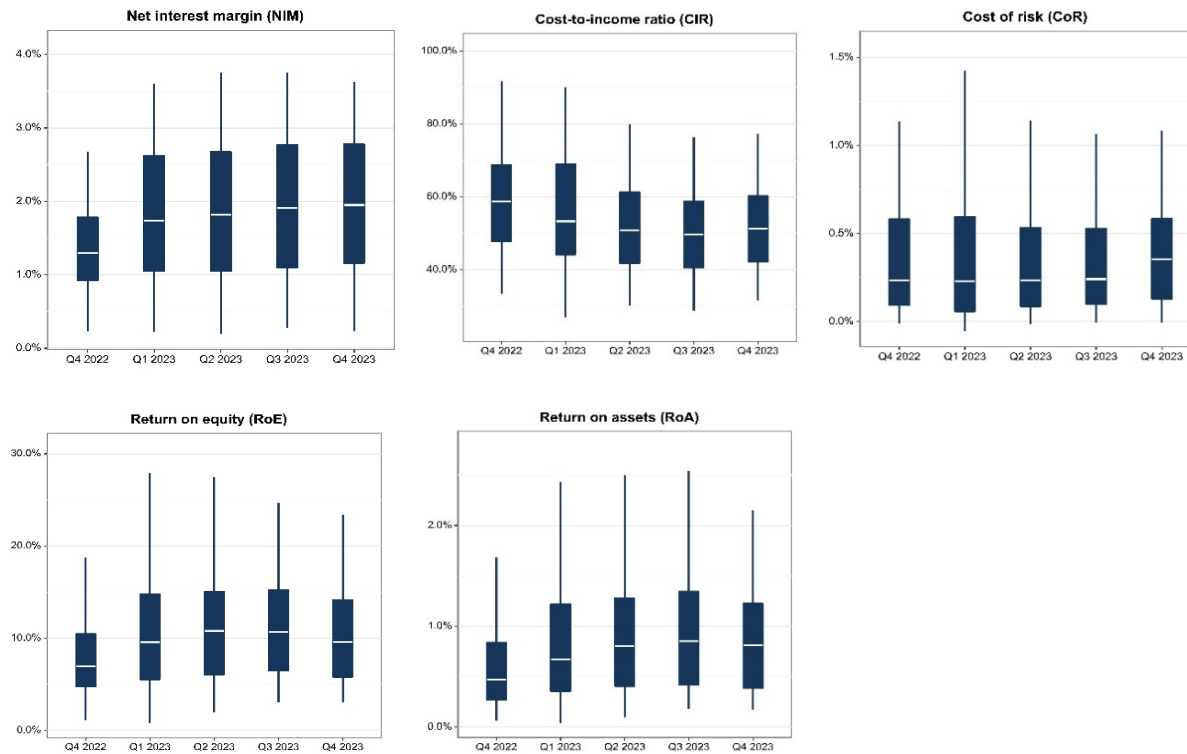 Net interest margin (NIM)
4.0%
3.0%
2.0%
1.0%
0.0%
Q4 2022 Q1 2023 Q2 2023 Q3 2023 Q4 2023
Cost-to-income ratio (CIR)
100.0%
80.0%
60.0%
40.0%
Q4 2022 Q1 2023 Q2 2023 Q3 2023 Q4 2023
Cost of risk (CoR)
1.5%
1.0%
0.5%
0.0%
Q4 2022 Q1 2023 Q2 2023 Q3 2023 Q4 2023
Return on equity (RoE)
30.0%
20.0%
10.0%
0.0%
Q4 2022 Q1 2023 Q2 2023 Q3 2023 Q4 2023
Return on assets (RoA)
2.0%
1.0%
0.0%
Q4 2022 Q1 2023 Q2 2023 Q3 2023 Q4 2023